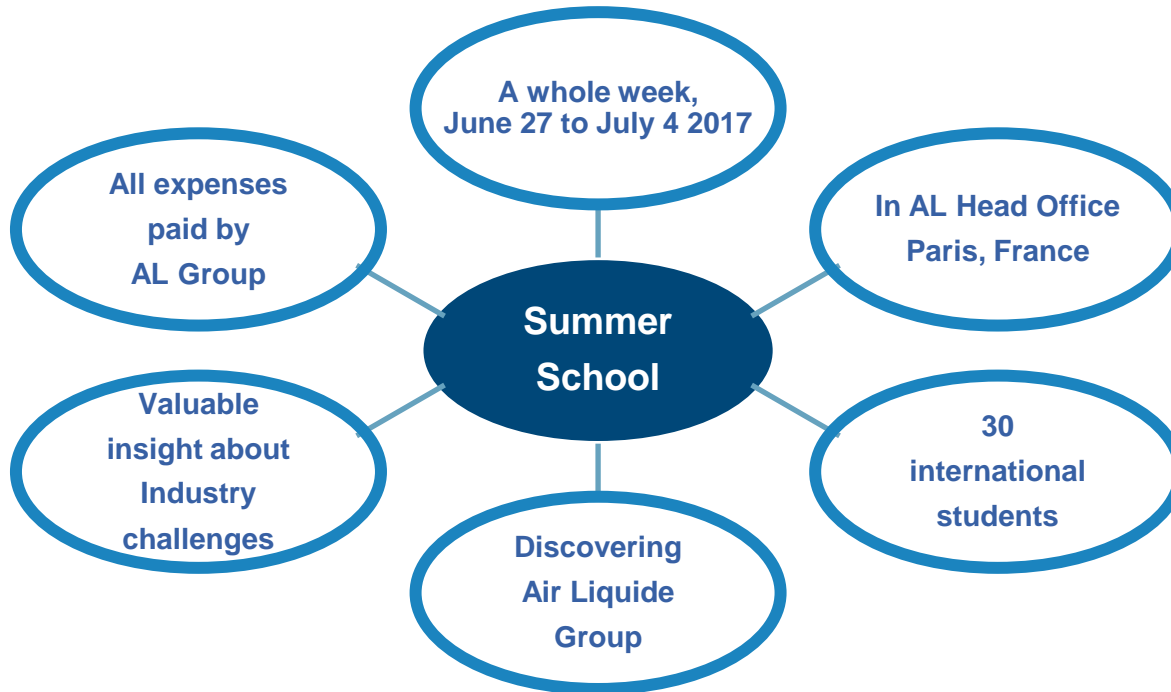 A whole week,
June 27 to July 4 2017
All expenses
paid by
AL Group
In AL Head Office
Paris, France
Summer
School
Valuable
insight about
Industry
challenges
30
international
students
Discovering
Air Liquide
Group